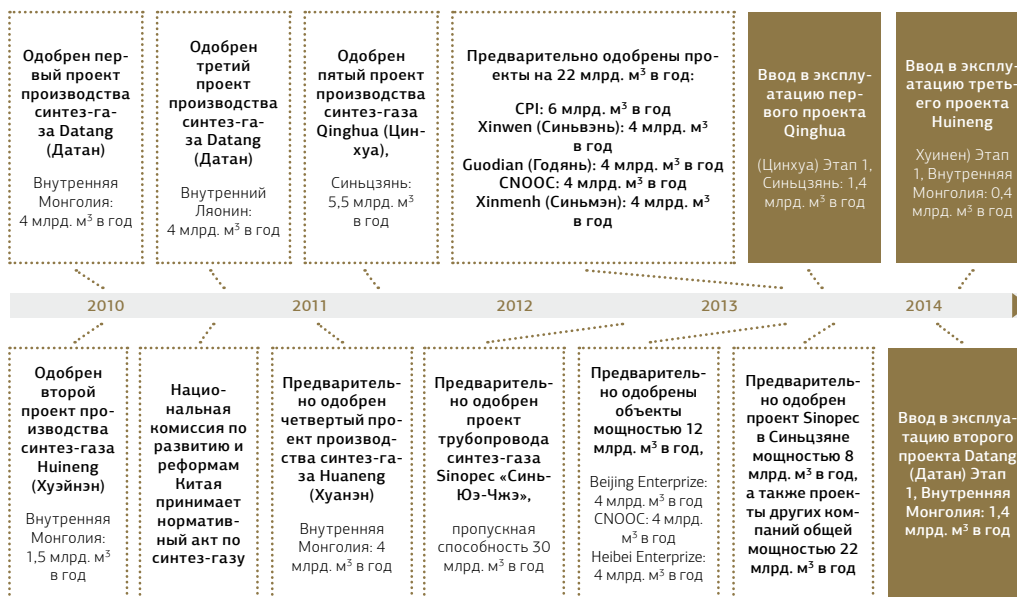 Одобрен пер-
вый проект
производства
синтез-га-
за Datang
(Датан)
Внутренняя
Монголия:
4 млрд. м³ в год
Одобрен
третий
проект
производства
синтез-га-
за Datang
(Датан)
Внутренний
Ляонин:
4 млрд. м³ в год
Одобрен
пятый проект
производства
синтез-газа
Qinghua (Цин-
хуа),
Синьцзянь:
5,5 млрд. м³
в год
Предварительно одобрены про-
екты на 22 млрд. м³ в год:
CPI: 6 млрд. м³ в год
Xinwen (Синьвэнь): 4 млрд. м³
в год
Guodian (Годянь): 4 млрд. м³ в год
CNOOC: 4 млрд. м³ в год
Xinmenh (Синьмэн): 4 млрд. м³
в год
Ввод в эксплу-
атацию пер-
вого проекта
Qinghua
(Цинхуа) Этап 1,
Синьцзянь: 1,4
млрд. м³ в год
Ввод в эксплу-
атацию треть-
его проекта
Huineng
Хуинен) Этап
1, Внутренняя
Монголия: 0,4
млрд. м³ в год
2010
2011
2012
2013
2014
Одобрен
второй
проект про-
изводства
синтез-газа
Huineng
(Хуэйнэн)
Внутренняя
Монголия:
1,5 млрд. м³
в год
Нацио-
нальная
комиссия по
развитию и
реформам
Китая
принимает
норматив-
ный акт по
синтез-газу
Предваритель-
но одобрен
четвертый про-
ект производ-
ства синтез-га-
за Huaneng
(Хуанэн)
Внутренняя
Монголия: 4
млрд. м³ в год
Предваритель-
но одобрен
проект
трубопровода
синтез-газа
Sinopec «Синь-
Юэ-Чжэ»,
пропускная
способность 30
млрд. м³ в год
Предваритель-
но одобрены
объекты
мощностью 12
млрд. м³ в год,
Beijing Enterprize:
4 млрд. м³ в год
CNOOC: 4 млрд.
м³ в год
Heibei Enterprize:
4 млрд. м³ в год
Предваритель-
но одобрен
проект Sinopec
в Синьцзяне
мощностью 8
млрд. м³ в год,
а также проек-
ты других ком-
паний общей
мощностью 22
млрд. м³ в год
Ввод в эксплуа-
тацию второго
проекта Datang
(Датан) Этап
1, Внутренняя
Монголия: 1,4
млрд. м³ в год